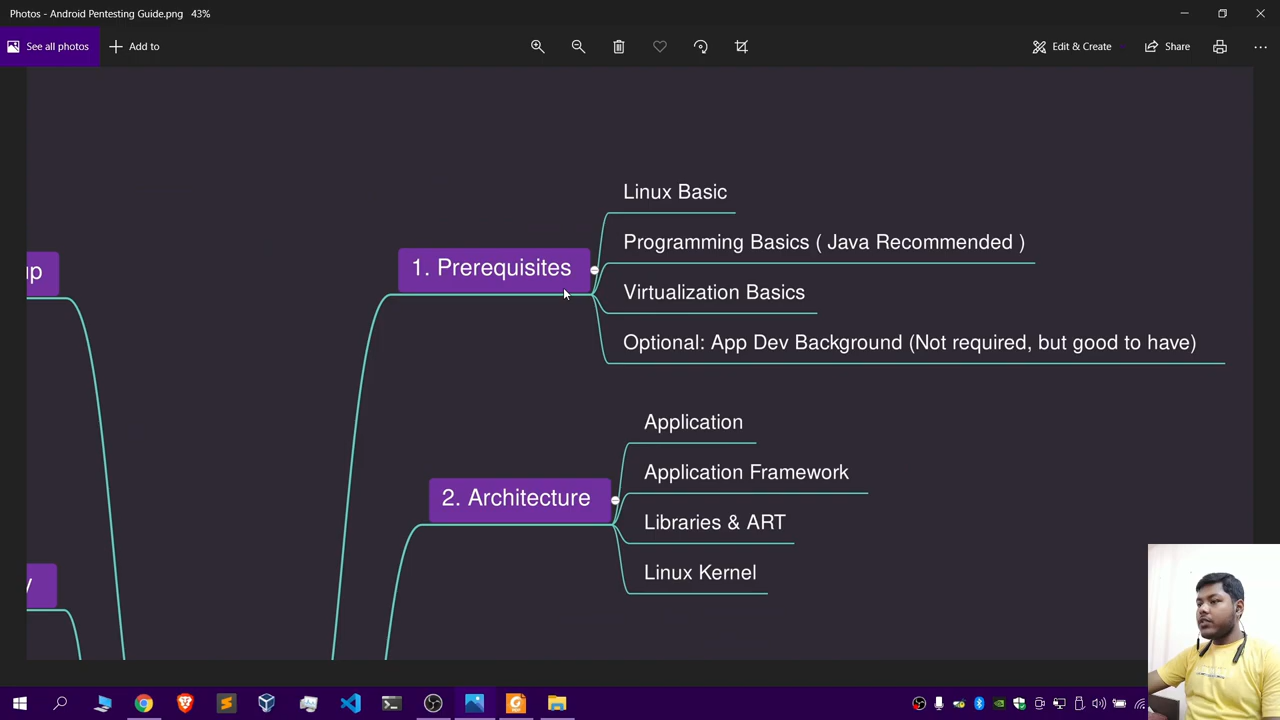 Photos - Android Pentesting Guide.png 43%
See all photos
Add to
Edit & Create
Share
Linux Basic
Programming Basics ( Java Recommended )
up
1. Prerequisites
Virtualization Basics
Optional: App Dev Background (Not required, but good to have)
Application
Application Framework
2. Architecture
Libraries & ART
Linux Kernel
y